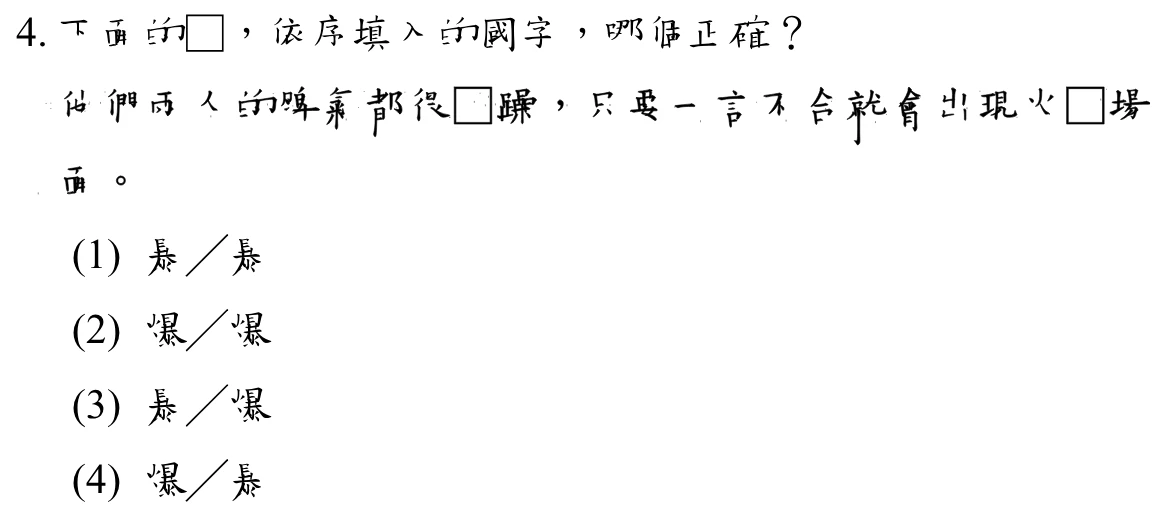 4. 下面的□，依序填入的國字，哪個正確？
他們兩人的脾氣都很□躁，只要一言不合就會出現火□場
面。
(1) 暴／暴
(2) 爆／爆
(3) 暴／爆
(4) 爆／暴